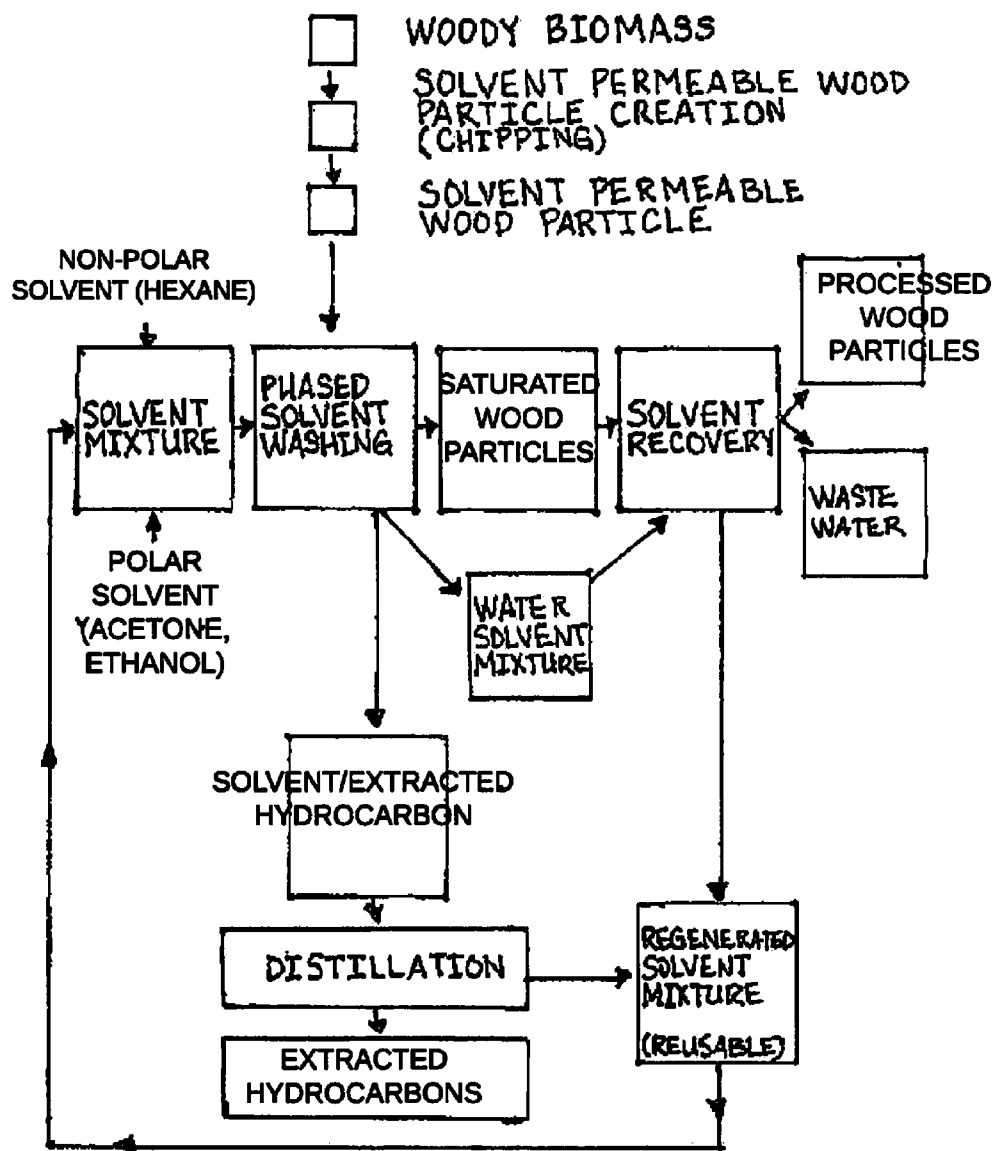 WOODY BIOMASS
SOLVENT PERMEABLE WOOD
PARTICLE CREATION
(CHIPPING)
SOLVENT PERMEABLE
WOOD PARTICLE
NON-POLAR
SOLVENT (HEXANE)
PROCESSED
WOOD
PARTICLES
SOLVENT
MIXTURE
PHASED
SOLVENT
WASHING
SATURATED
WOOD
PARTICLES
SOLVENT
RECOVERY
WASTE
WATER
POLAR
SOLVENT
(ACETONE,
ETHANOL)
WATER
SOLVENT
MIXTURE
SOLVENT/EXTRACTED
HYDROCARBON
DISTILLATION
REGENERATED
SOLVENT
MIXTURE
(REUSABLE)
EXTRACTED
HYDROCARBONS